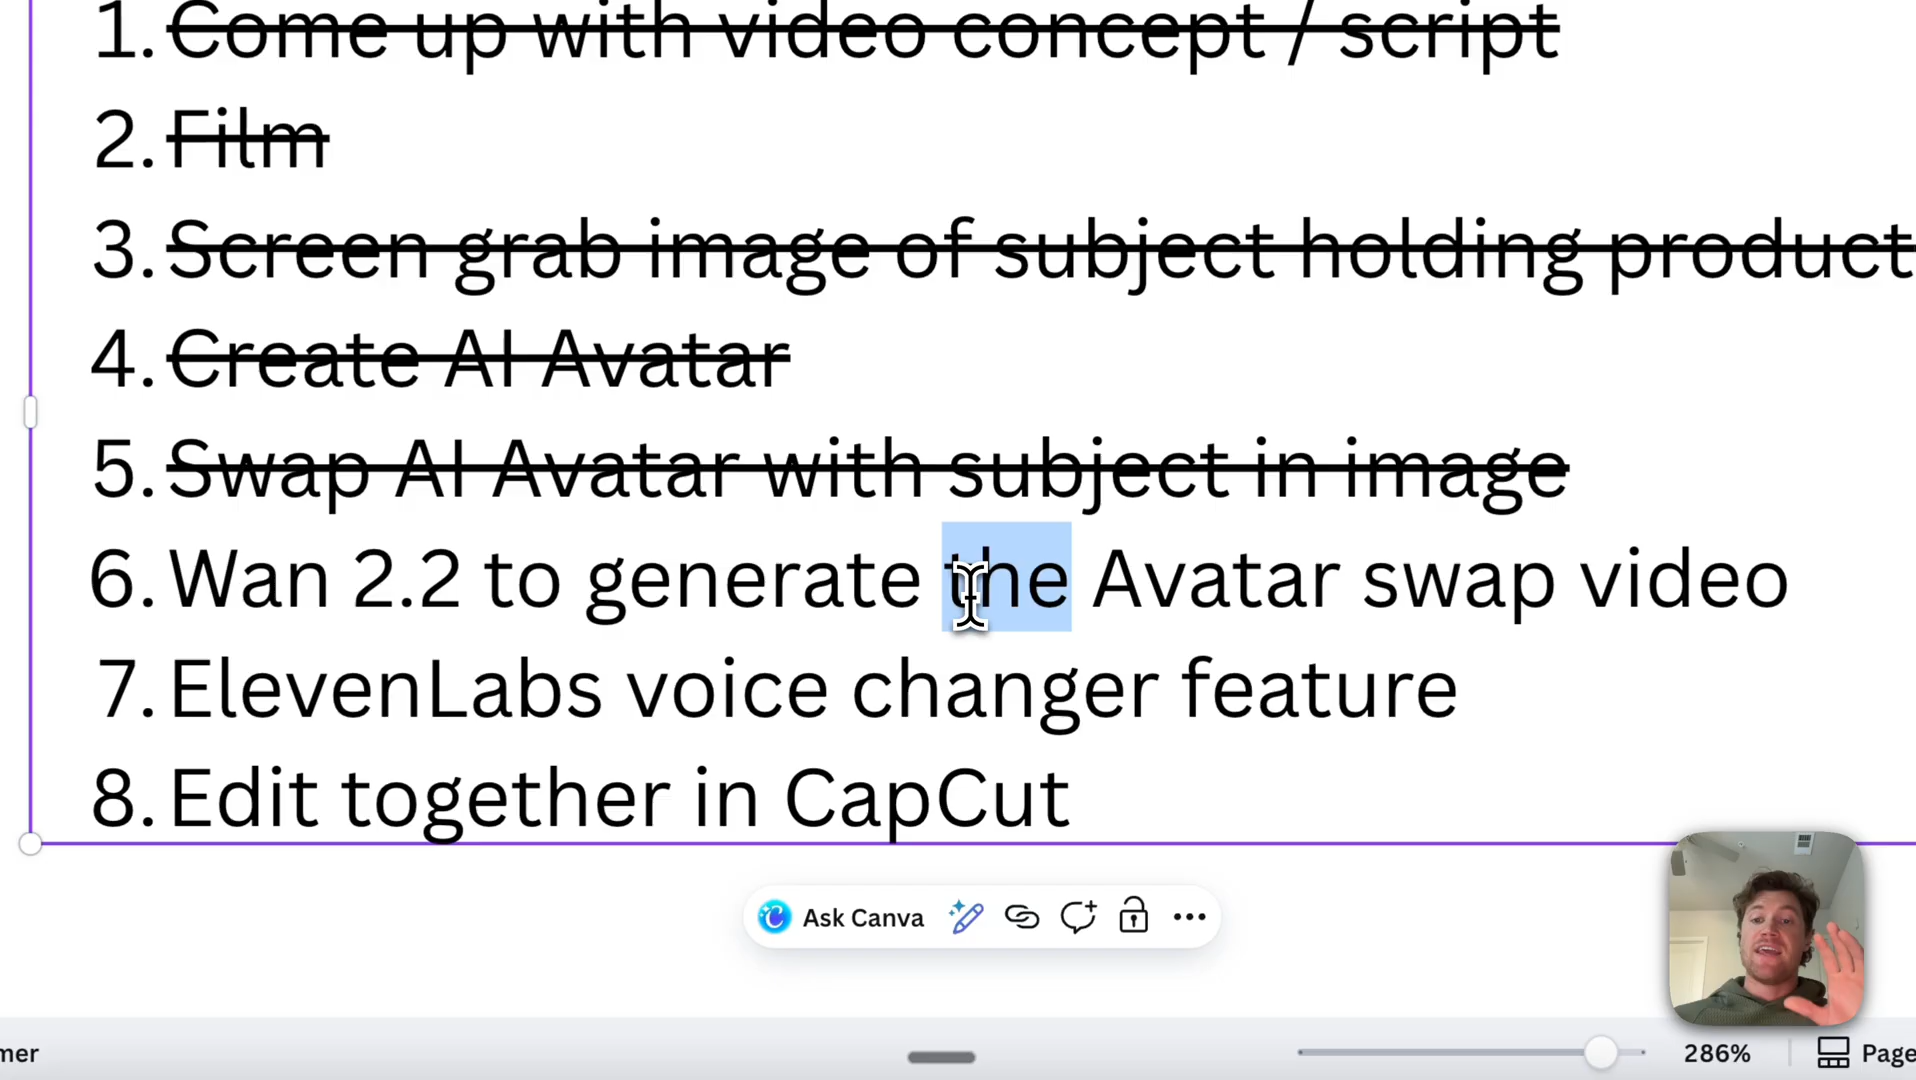 1. Come up with video concept / script
2. Film
3. Screen grab image of subject holding product
4. Create AI Avatar
5. Swap AI Avatar with subject in image
6. Wan 2.2 to generate the Avatar swap video
7. ElevenLabs voice changer feature
8. Edit together in CapCut
Ask Canva
mer 286% Page